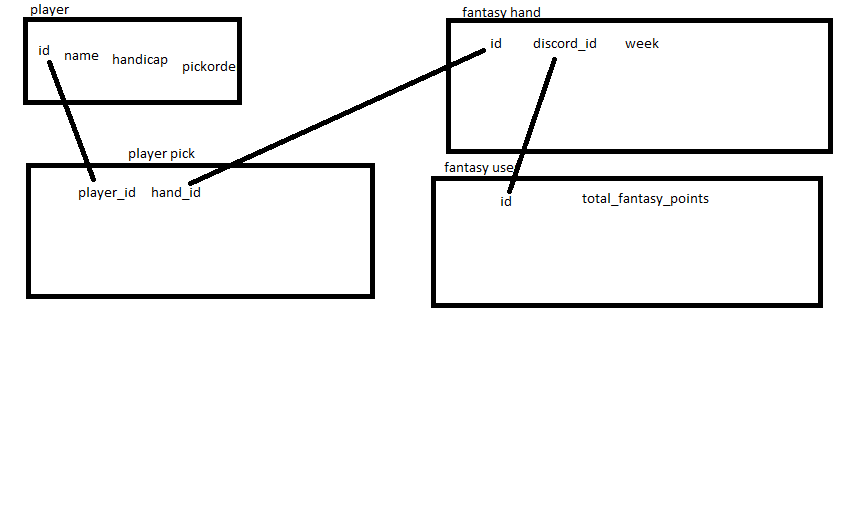 player
id name handicap pickorde
player pick
player_id hand_id
fantasy hand
id discord_id week
fantasy use
id total_fantasy_points